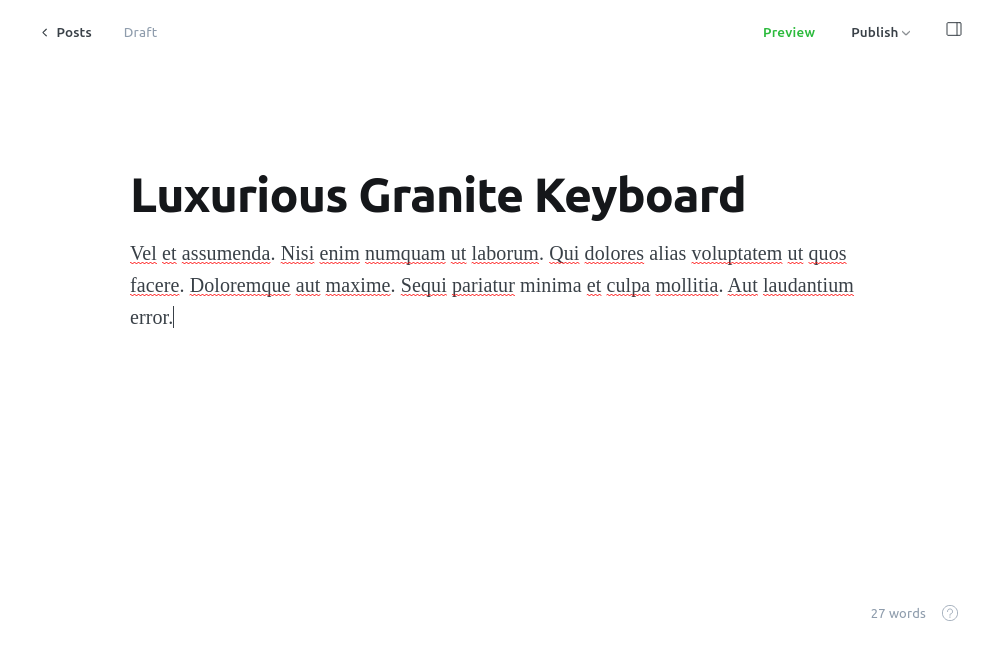 Posts
Draft
Preview
Publish
Luxurious Granite Keyboard
Vel et assumenda. Nisi enim numquam ut laborum. Qui dolores alias voluptatem ut quos
facere. Doloremque aut maxime. Sequi pariatur minima et culpa mollitia. Aut laudantium
error.
27 words